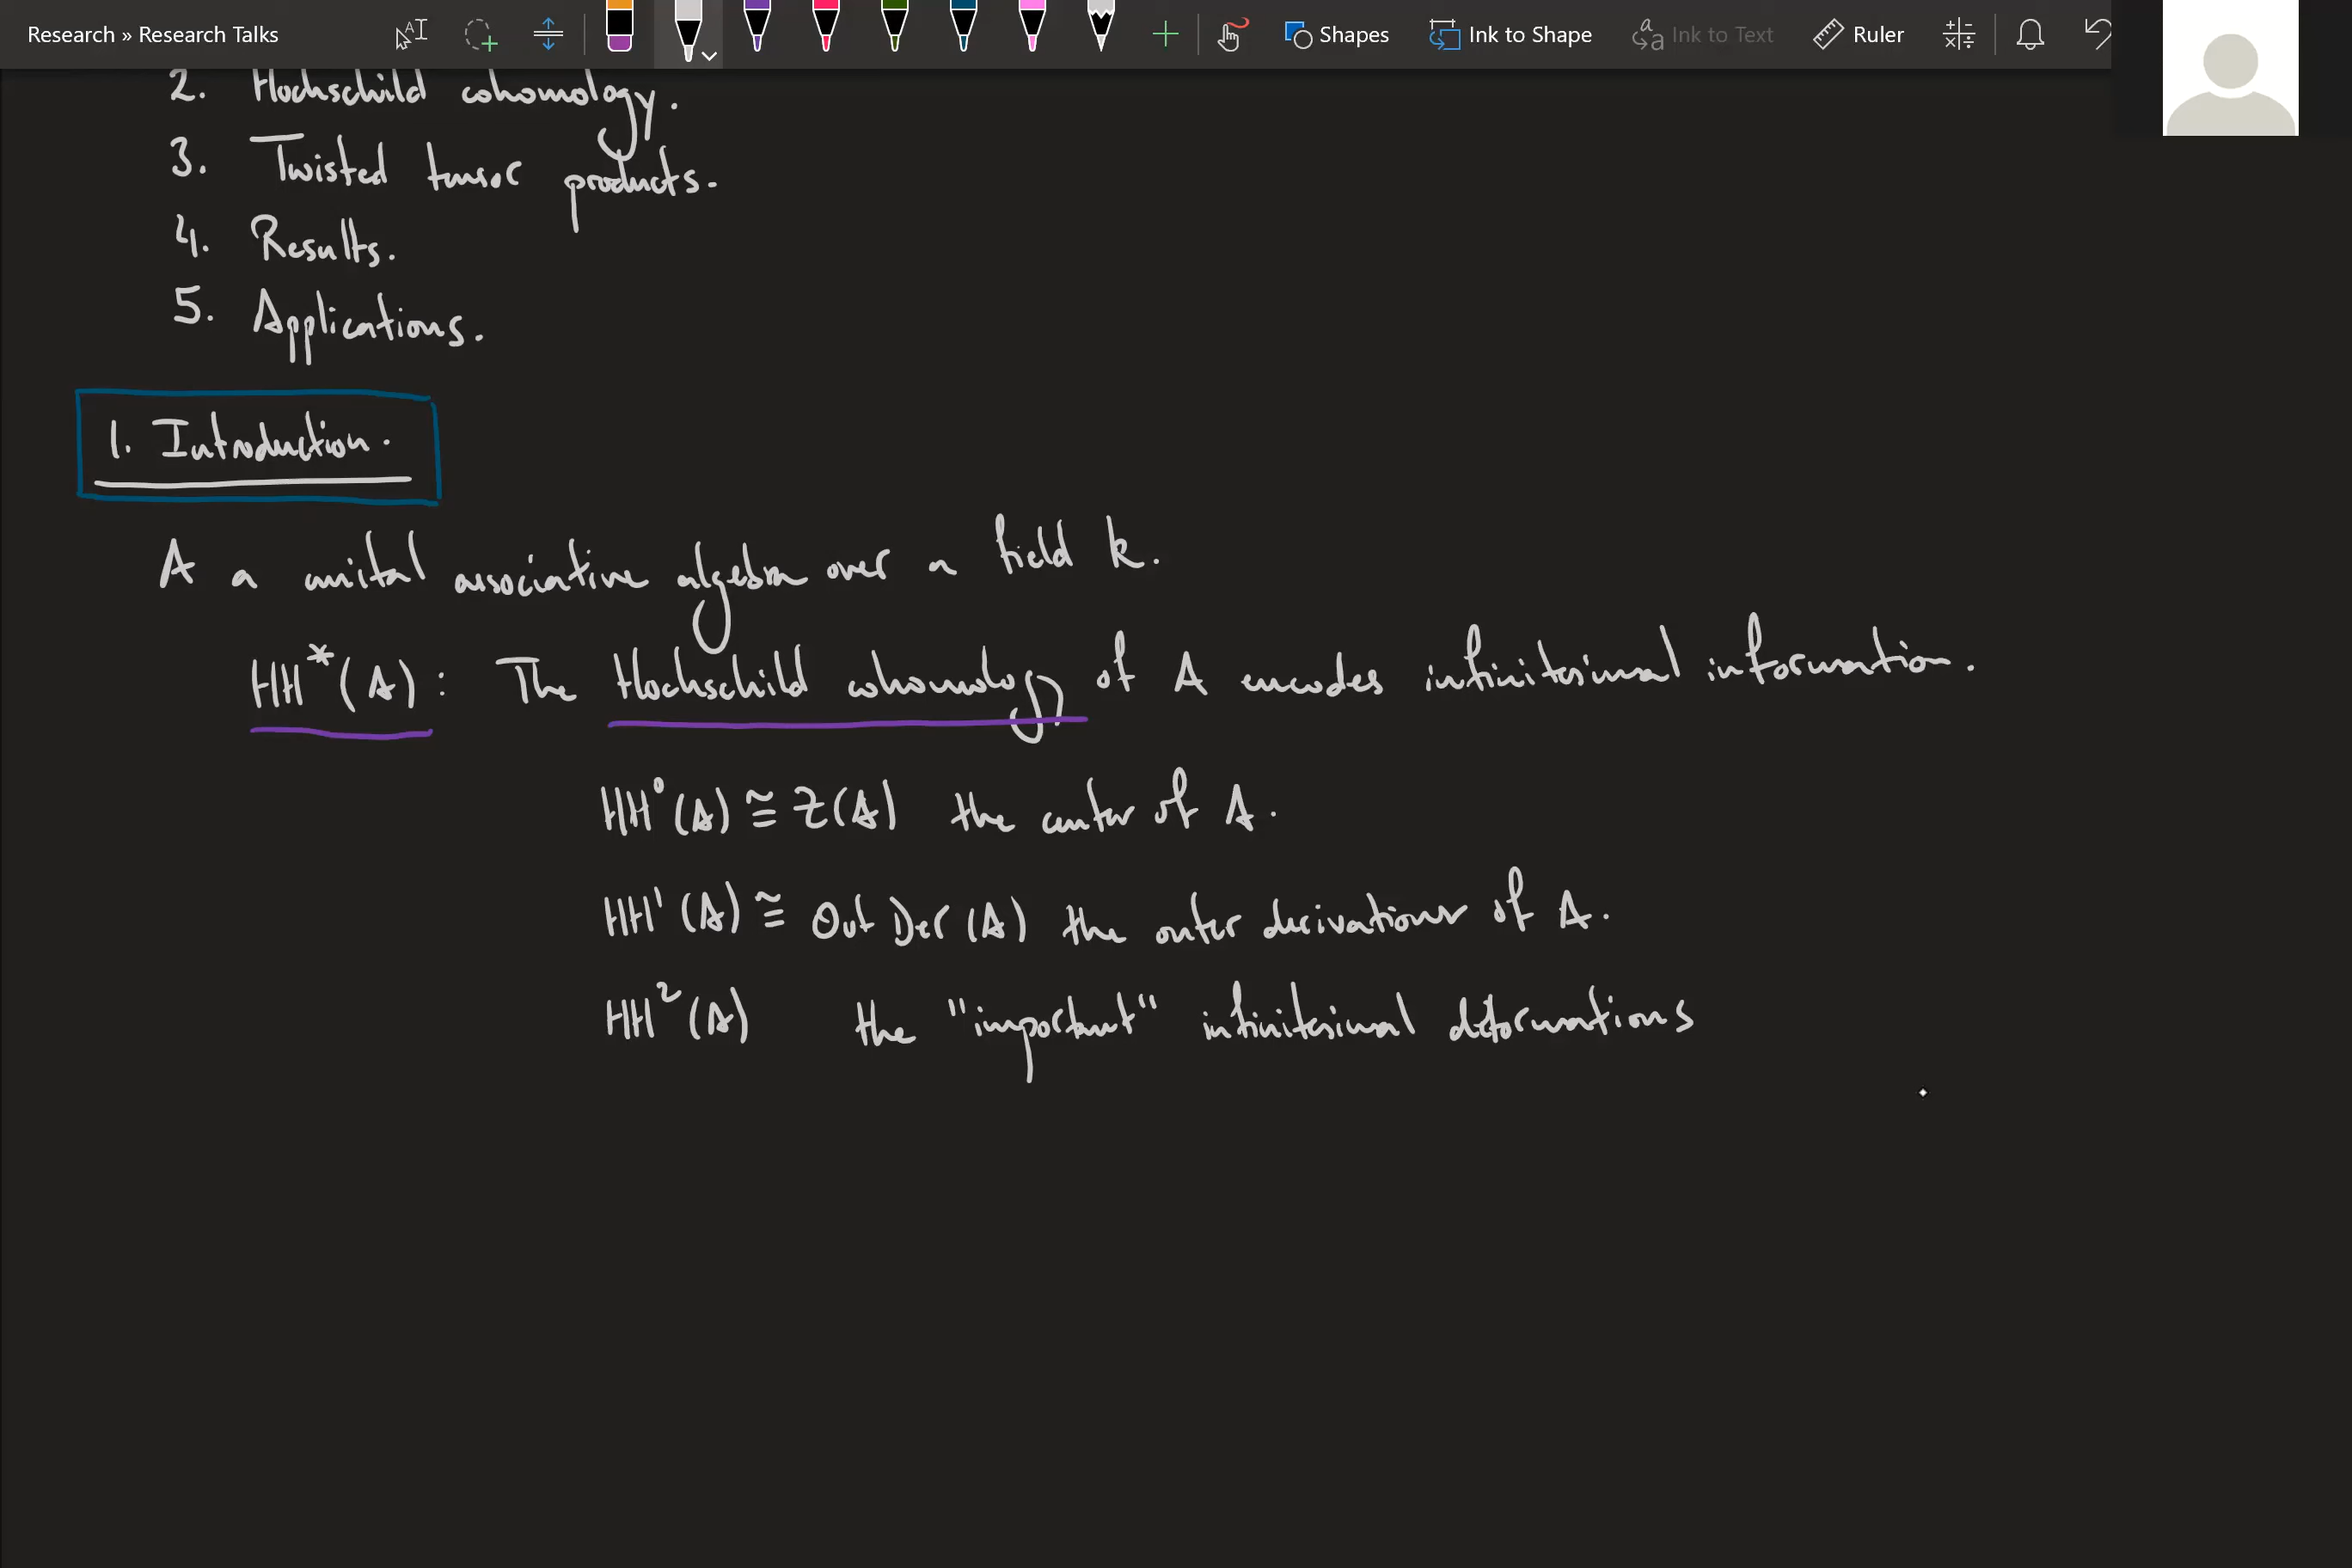 Research » Research Talks
Shapes
Ink to Shape
Ink to Text
Ruler
2. Hochschild cohomology.
3. Twisted tensor products.
4. Results.
5. Applications.
1. Introduction.
A a unital associative algebra over a field k.
HH*(A): The Hochschild cohomology of A encodes infinitesimal information.
HH⁰(A) ≅ Z(A) the center of A.
HH¹(A) ≅ Out Der(A) the outer derivations of A.
HH²(A) the "important" infinitesimal deformations